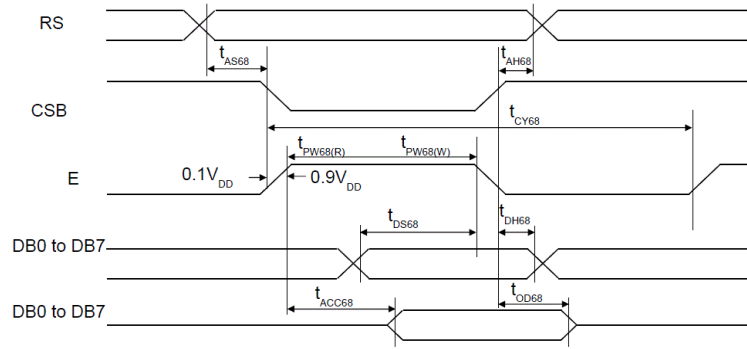 RS
tAS68
tAH68
CSB
tCY68
tPW68(R)
tPW68(W)
E
0.1VDD
0.9VDD
tDS68
tDH68
DB0 to DB7
tACC68
tOD68
DB0 to DB7